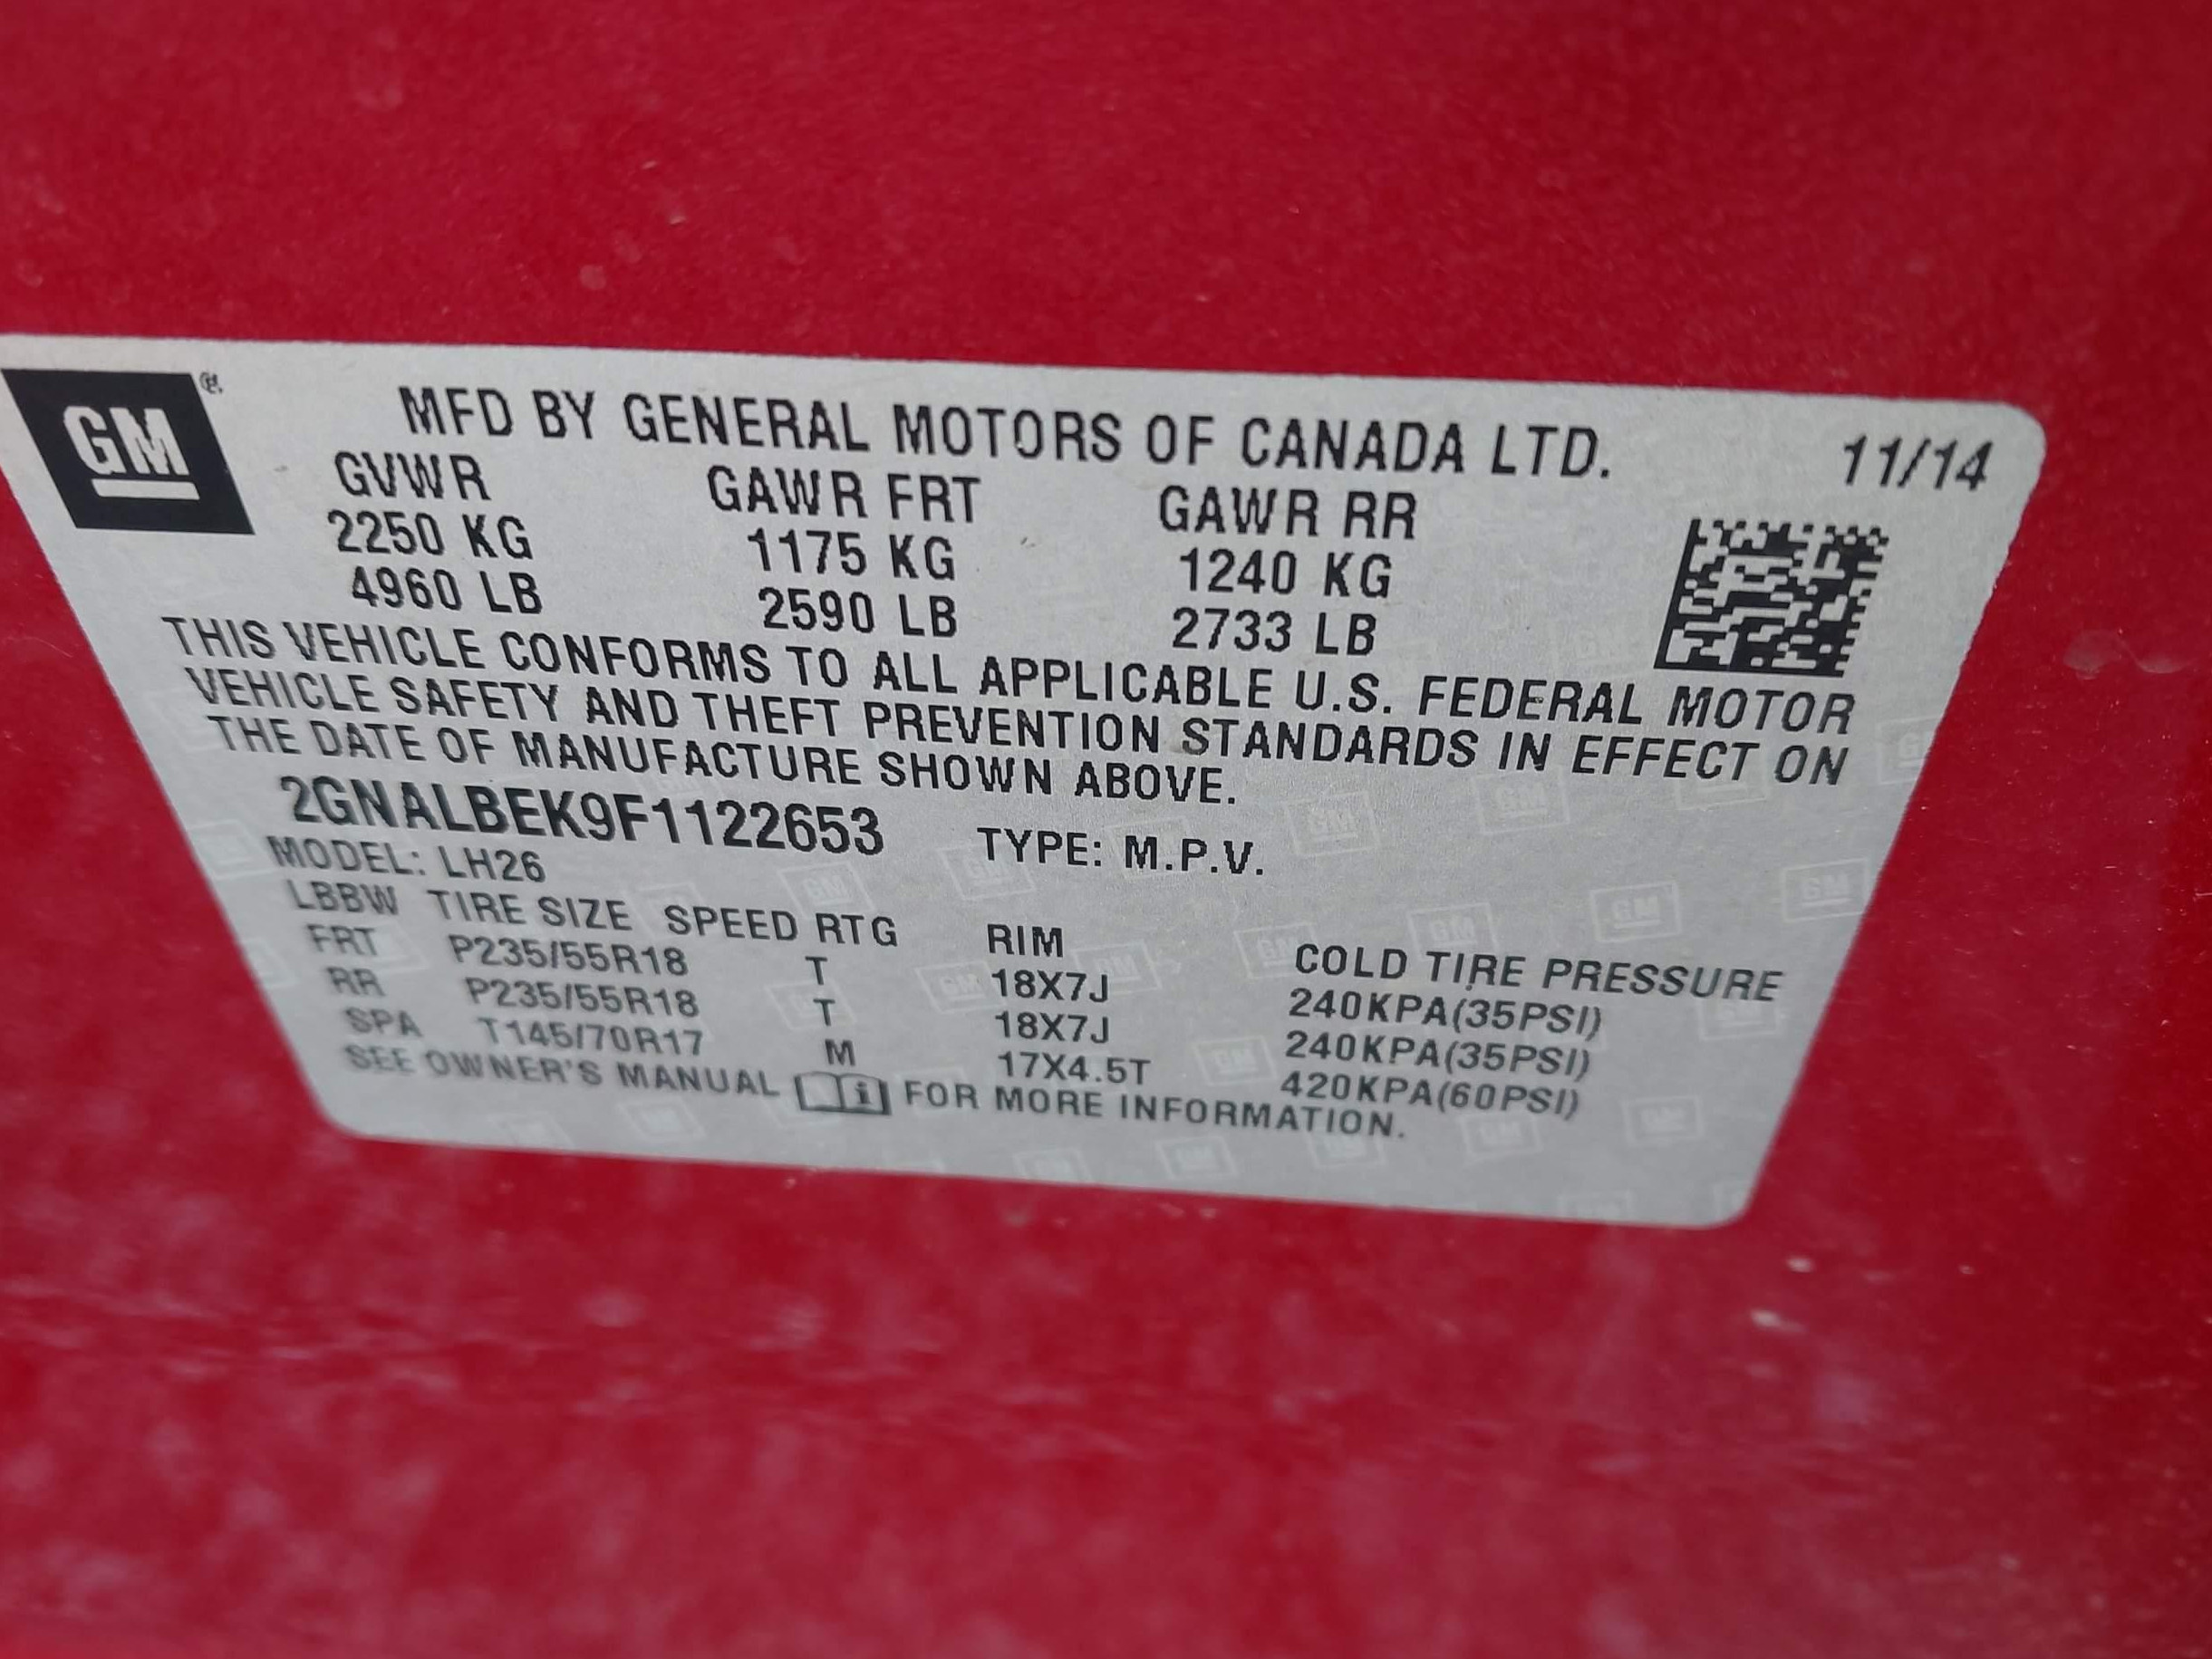 GM
MFD BY GENERAL MOTORS OF CANADA LTD. 11/14
GVWR GAWR FRT GAWR RR
2250 KG 1175 KG 1240 KG
4960 LB 2590 LB 2733 LB
THIS VEHICLE CONFORMS TO ALL APPLICABLE U.S. FEDERAL MOTOR
VEHICLE SAFETY AND THEFT PREVENTION STANDARDS IN EFFECT ON
THE DATE OF MANUFACTURE SHOWN ABOVE.
2GNALBEK9F1122653 TYPE: M.P.V.
MODEL: LH26
LBBW TIRE SIZE SPEED RTG RIM COLD TIRE PRESSURE
FRT P235/55R18 T 18X7J 240KPA(35PSI)
RR P235/55R18 T 18X7J 240KPA(35PSI)
SPA T145/70R17 M 17X4.5T 420KPA(60PSI)
SEE OWNER'S MANUAL i FOR MORE INFORMATION.